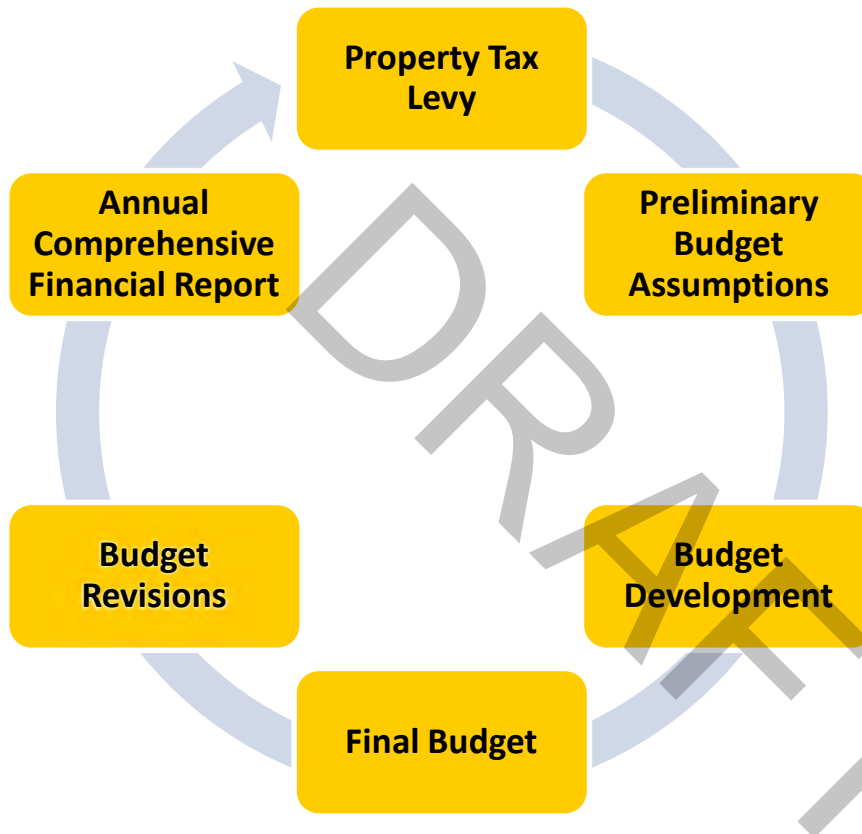 Property Tax
Levy
Preliminary
Budget
Assumptions
Budget
Development
Final Budget
Budget
Revisions
Annual
Comprehensive
Financial Report
DRAFT